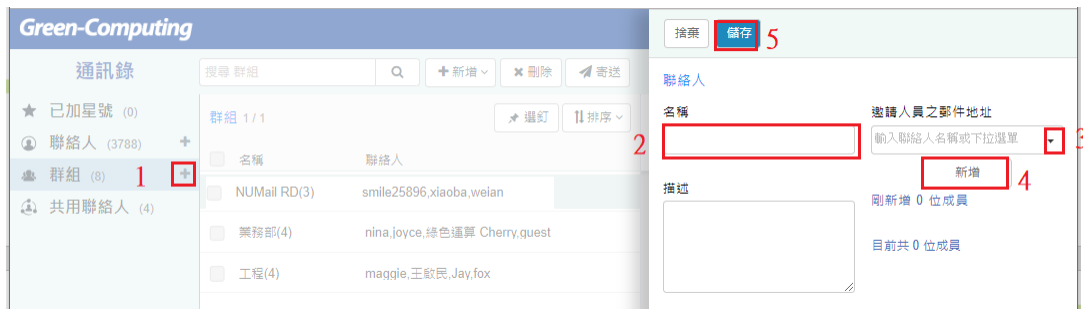 Green-Computing
通訊錄
已加星號 (0)
聯絡人 (3788) +
1 群組 (8) +
共用聯絡人 (4)
搜尋 群組
+新增
刪除
寄送
群組 1 / 1
選釘
排序
名稱 聯絡人
NUMail RD(3) smile25896,xiaoba,weian
業務部(4) nina,joyce,綠色運算 Cherry,guest
工程(4) maggie,王啟民,Jay,fox
捨棄 儲存 5
聯絡人
名稱
2
描述
邀請人員之郵件地址
輸入聯絡人名稱或下拉選單 3
新增 4
剛新增 0 位成員
目前共 0 位成員